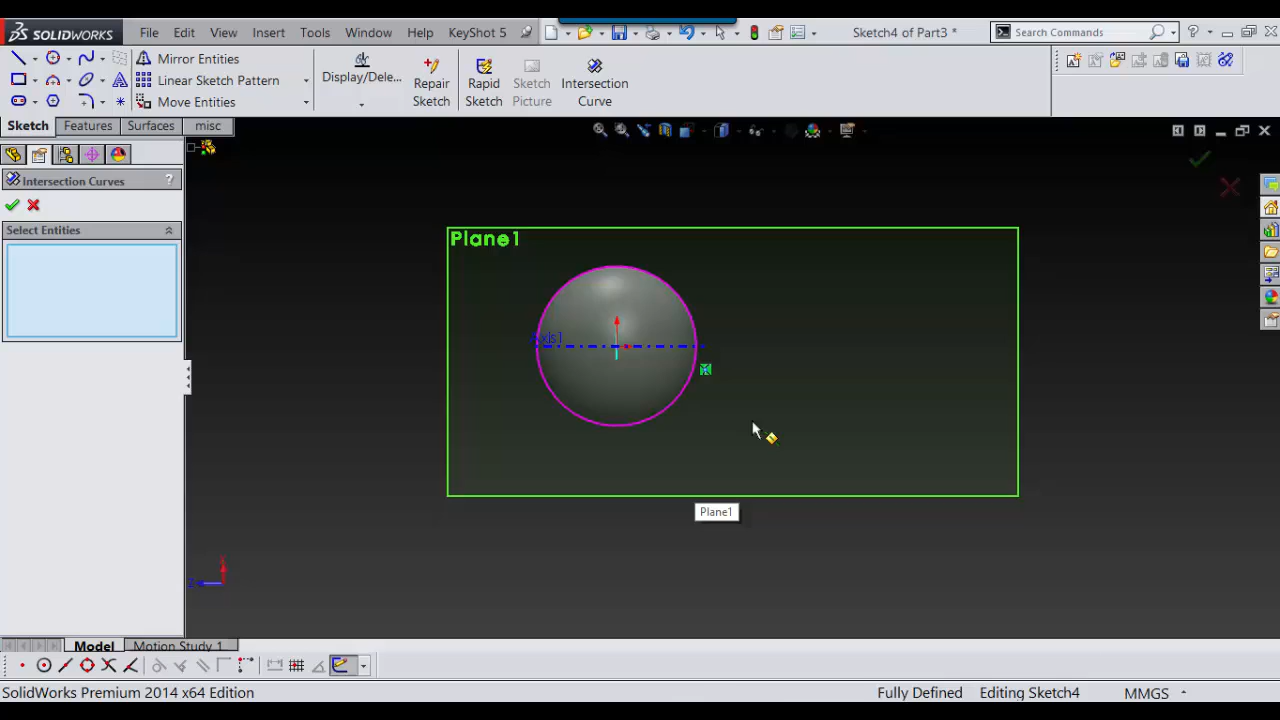 SOLIDWORKS File Edit View Insert Tools Window Help KeyShot 5 Sketch4 of Part3 * Search Commands ?
Mirror Entities
Linear Sketch Pattern
Move Entities
Display/Dele...
Repair Sketch
Rapid Sketch
Sketch Picture
Intersection Curve
Sketch Features Surfaces misc
Intersection Curves ?
Select Entities
Plane1
Plane1
Model Motion Study 1
SolidWorks Premium 2014 x64 Edition Fully Defined Editing Sketch4 MMGS